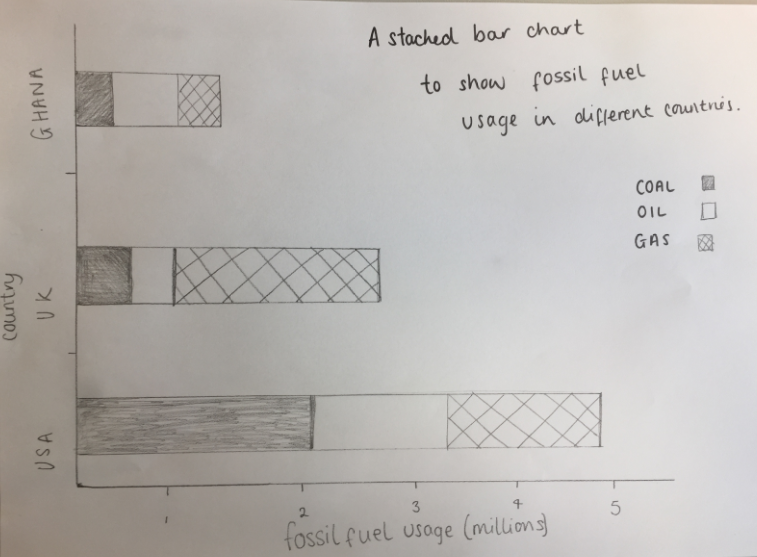 A stached bar chart
to show fossil fuel
usage in different countries.
COAL
OIL
GAS
GHANA
UK
USA
country
1 2 3 4 5
fossil fuel usage (millions)